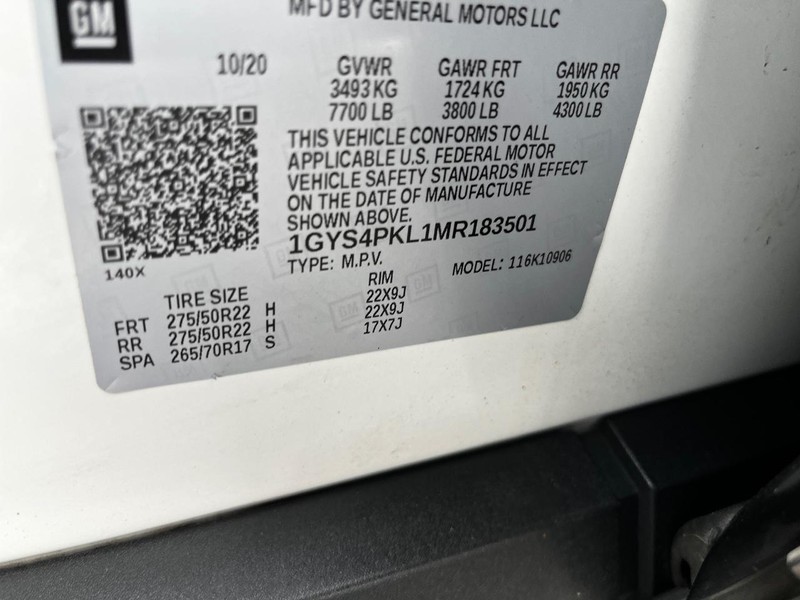 GM
MFD BY GENERAL MOTORS LLC
10/20 GVWR GAWR FRT GAWR RR
3493 KG 1724 KG 1950 KG
7700 LB 3800 LB 4300 LB
THIS VEHICLE CONFORMS TO ALL
APPLICABLE U.S. FEDERAL MOTOR
VEHICLE SAFETY STANDARDS IN EFFECT
ON THE DATE OF MANUFACTURE
SHOWN ABOVE.
1GYS4PKL1MR183501
TYPE: M.P.V. MODEL: 116K10906
140X
TIRE SIZE RIM
FRT 275/50R22 H 22X9J
RR 275/50R22 H 22X9J
SPA 265/70R17 S 17X7J